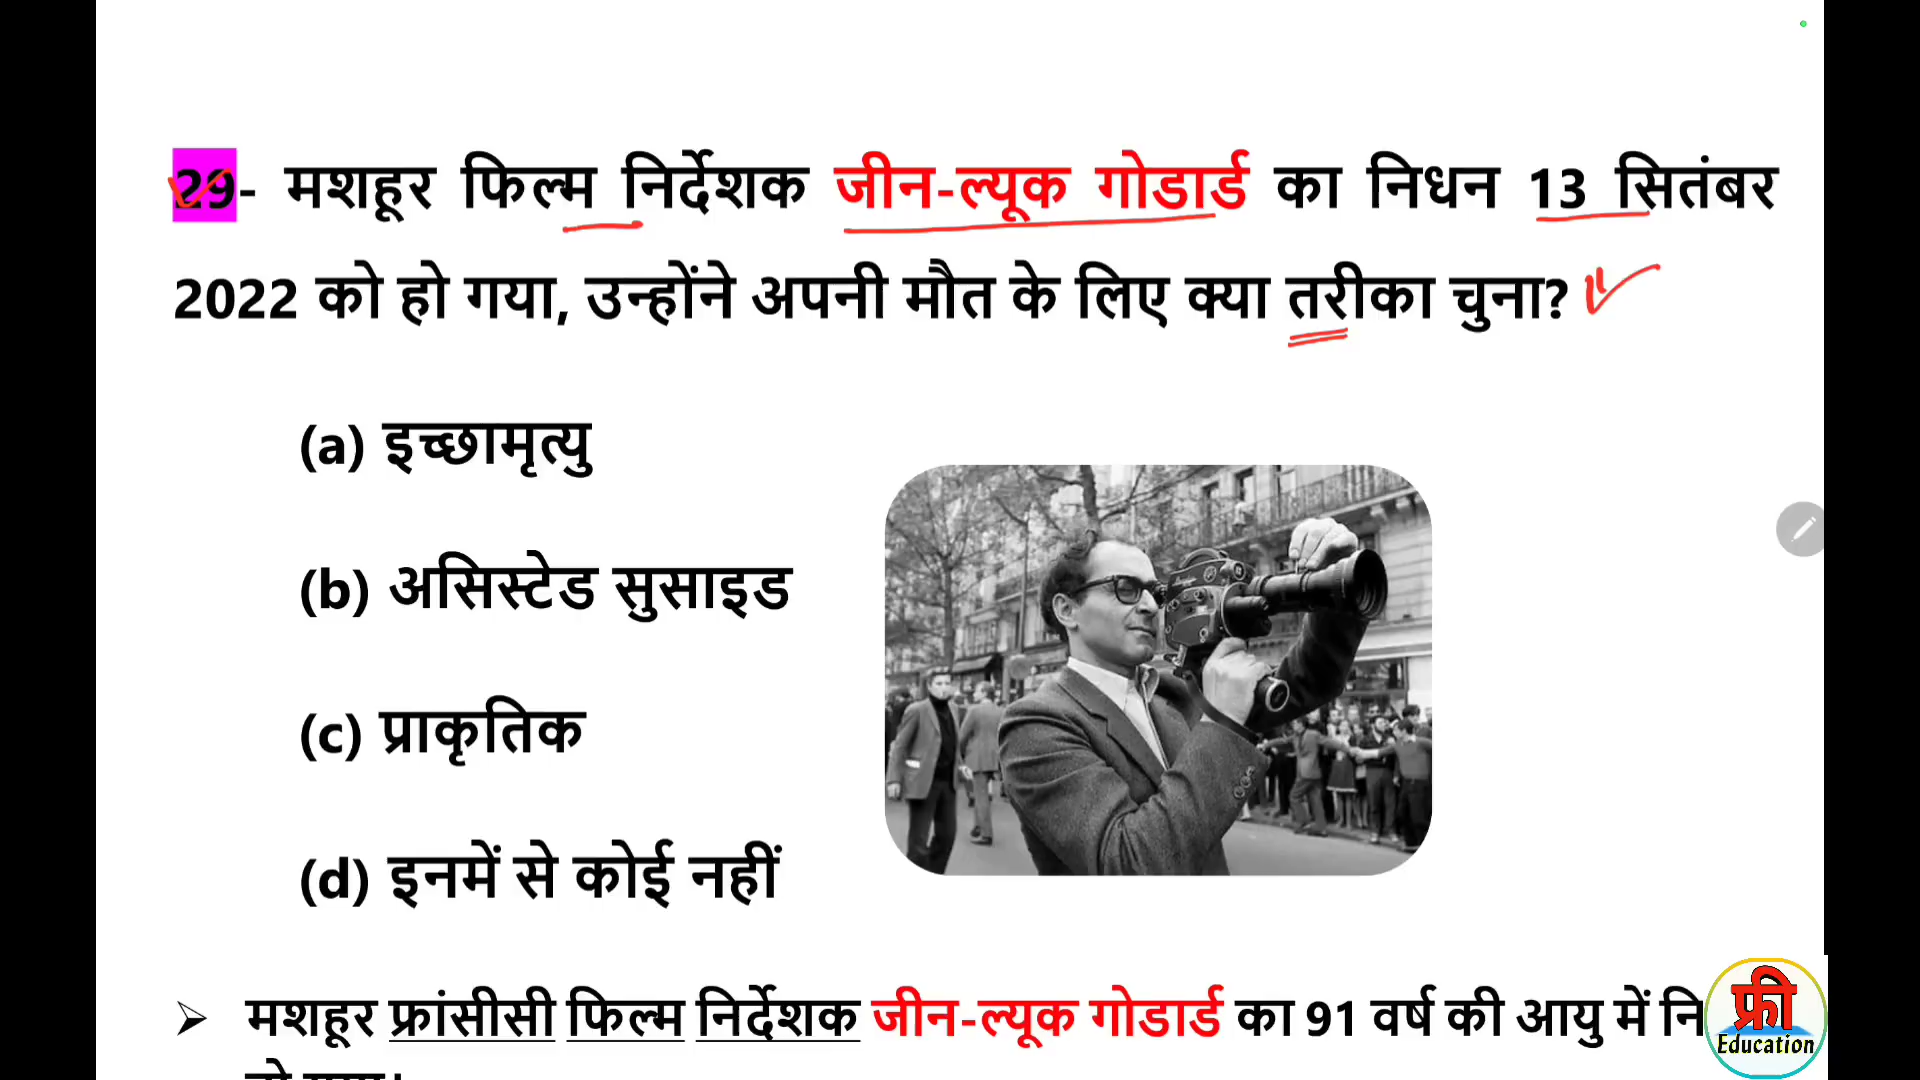 29- मशहूर फिल्म निर्देशक जीन-ल्यूक गोडार्ड का निधन 13 सितंबर
2022 को हो गया, उन्होंने अपनी मौत के लिए क्या तरीका चुना?
(a) इच्छामृत्यु
(b) असिस्टेड सुसाइड
(c) प्राकृतिक
(d) इनमें से कोई नहीं
➢ मशहूर फ्रांसीसी फिल्म निर्देशक जीन-ल्यूक गोडार्ड का 91 वर्ष की आयु में
फ्री
Education